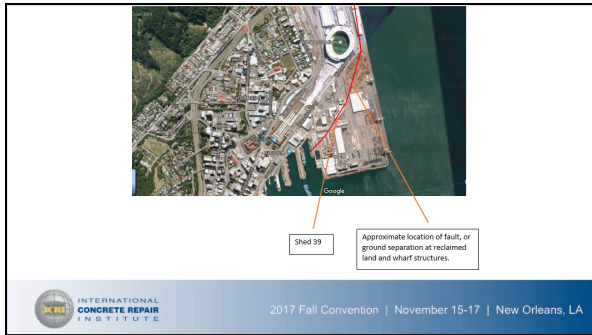 Google
Shed 39
Approximate location of fault, or
ground separation at reclaimed
land and wharf structures.
ICRI
INTERNATIONAL
CONCRETE REPAIR
INSTITUTE
2017 Fall Convention | November 15-17 | New Orleans, LA